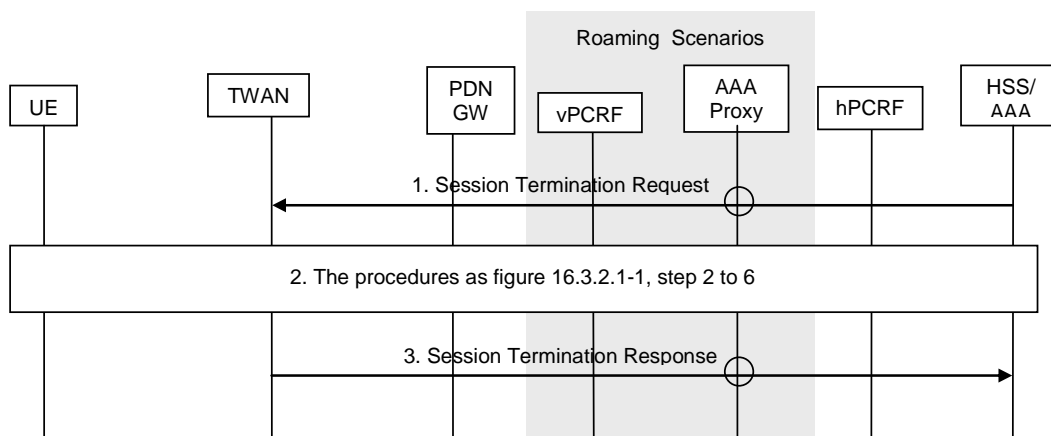 Roaming Scenarios
UE
TWAN
PDN
GW
vPCRF
AAA
Proxy
hPCRF
HSS/
AAA
1. Session Termination Request
2. The procedures as figure 16.3.2.1-1, step 2 to 6
3. Session Termination Response